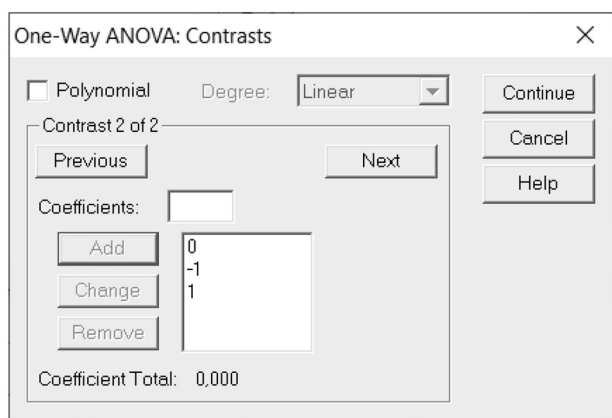 One-Way ANOVA: Contrasts
Polynomial Degree: Linear Continue
Contrast 2 of 2
Cancel
Previous Next
Help
Coefficients:
Add
0
-1
Change
1
Remove
Coefficient Total: 0,000